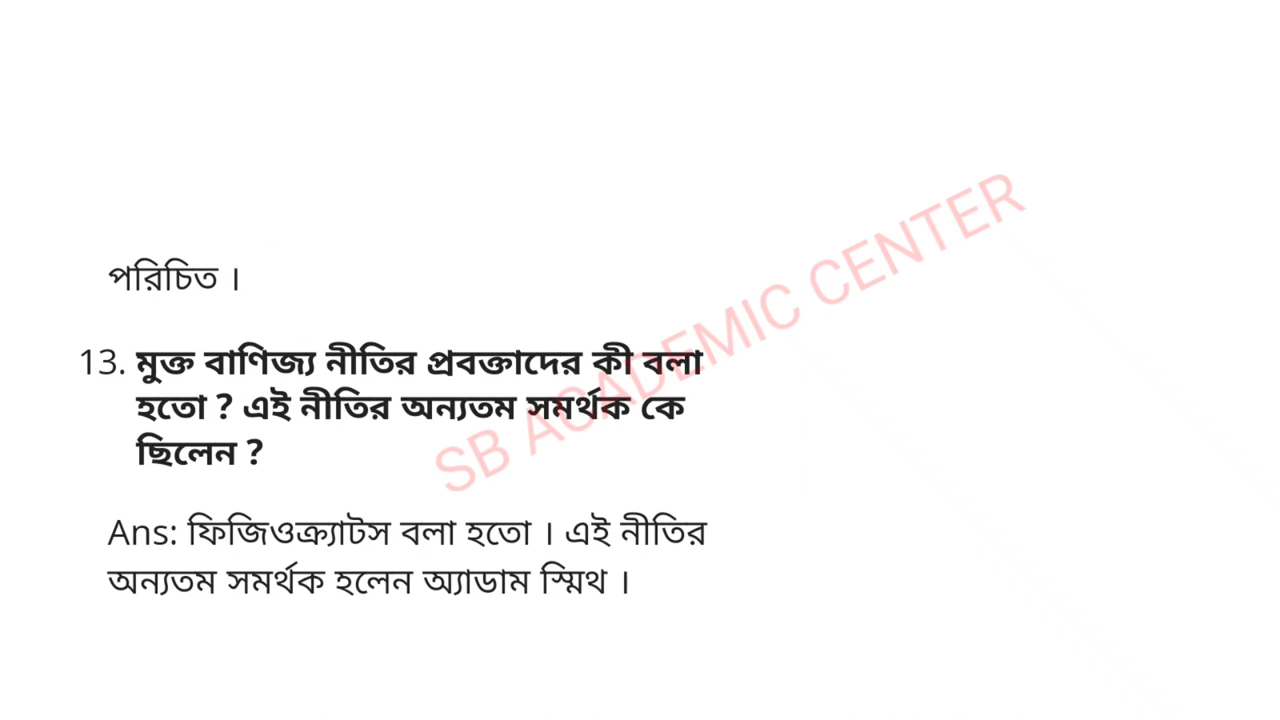 পরিচিত ।
13. মুক্ত বাণিজ্য নীতির প্রবক্তাদের কী বলা
হতো ? এই নীতির অন্যতম সমর্থক কে
ছিলেন ?
Ans: ফিজিওক্র্যাটস বলা হতো । এই নীতির
অন্যতম সমর্থক হলেন অ্যাডাম স্মিথ ।
SB ACADEMIC CENTER